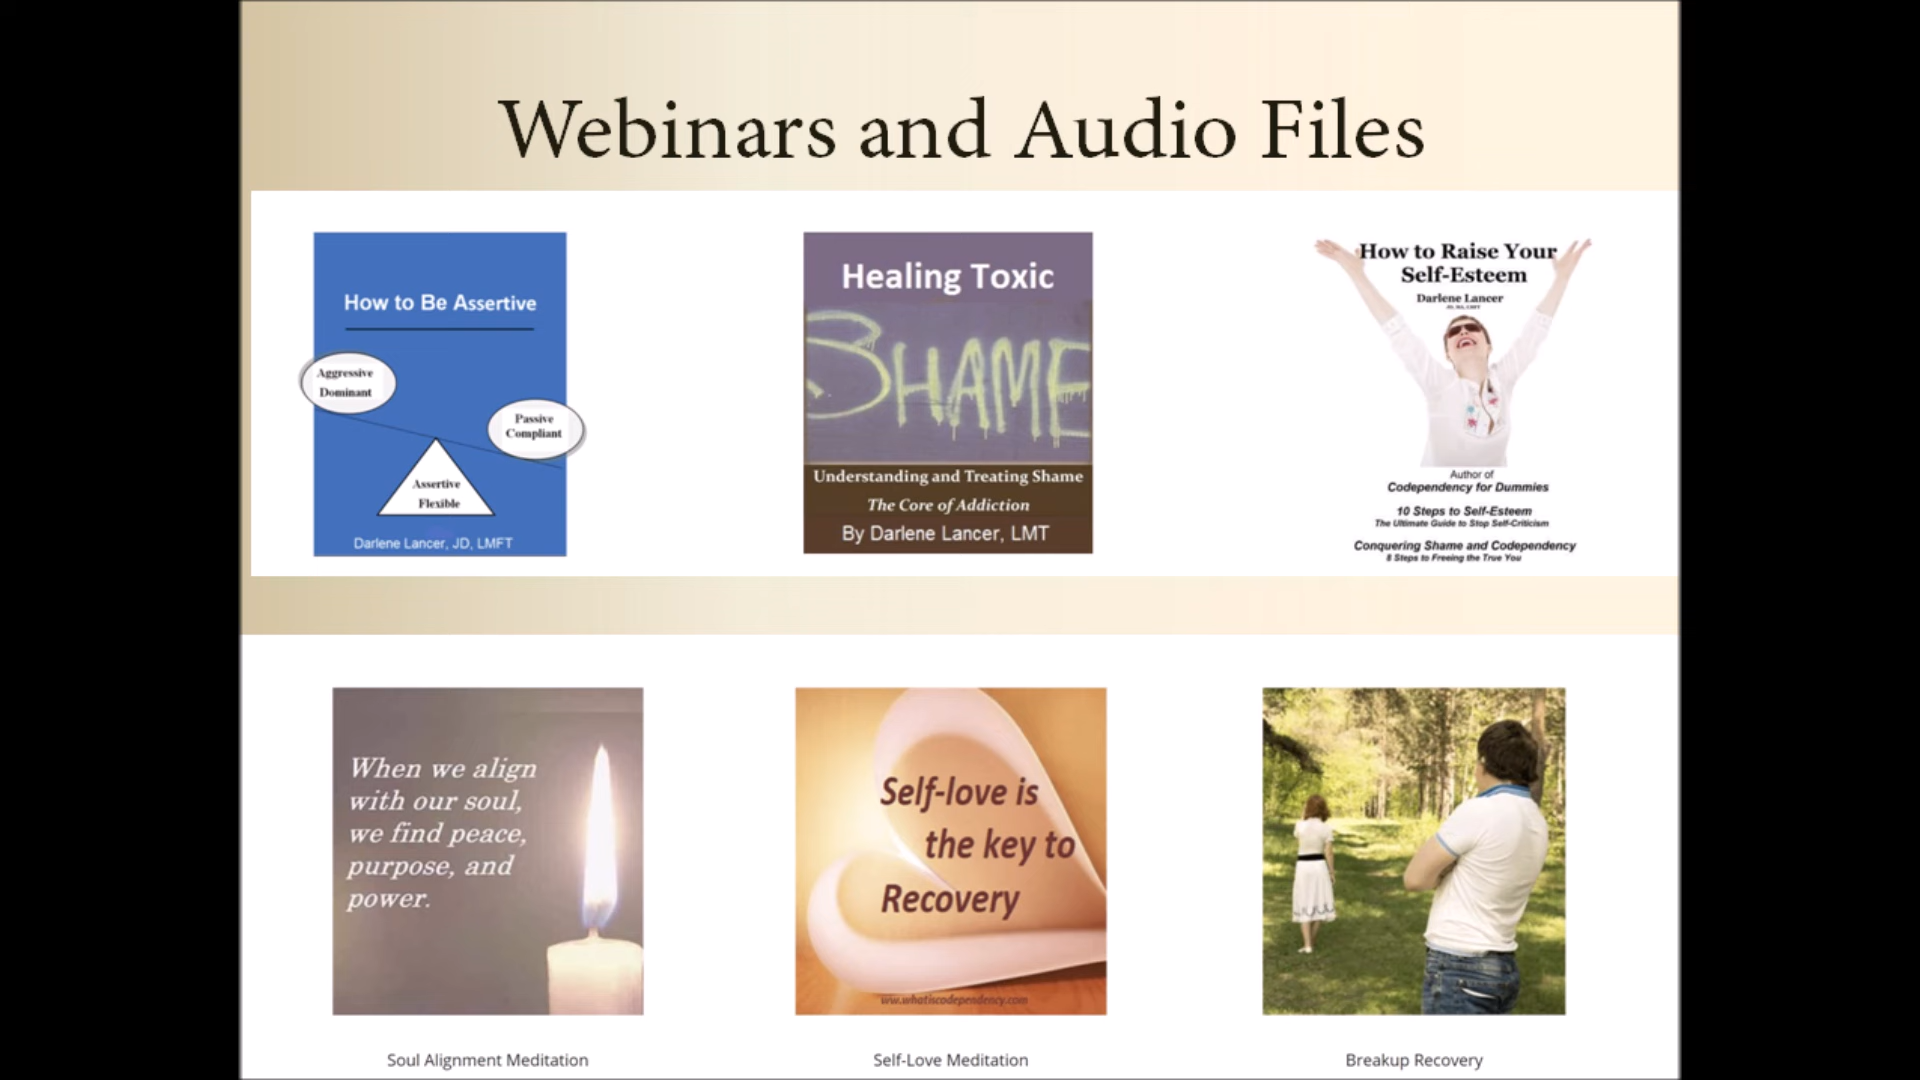 Webinars and Audio Files
How to Be Assertive
Aggressive
Dominant
Passive
Compliant
Assertive
Flexible
Darlene Lancer, JD, LMFT
Healing Toxic
SHAME
Understanding and Treating Shame
The Core of Addiction
By Darlene Lancer, LMT
How to Raise Your
Self-Esteem
Darlene Lancer
JD, MA, LMFT
Author of
Codependency for Dummies
10 Steps to Self-Esteem
The Ultimate Guide to Stop Self-Criticism
Conquering Shame and Codependency
8 Steps to Freeing the True You
When we align
with our soul,
we find peace,
purpose, and
power.
Soul Alignment Meditation
Self-love is
the key to
Recovery
www.whatiscodependency.com
Self-Love Meditation
Breakup Recovery